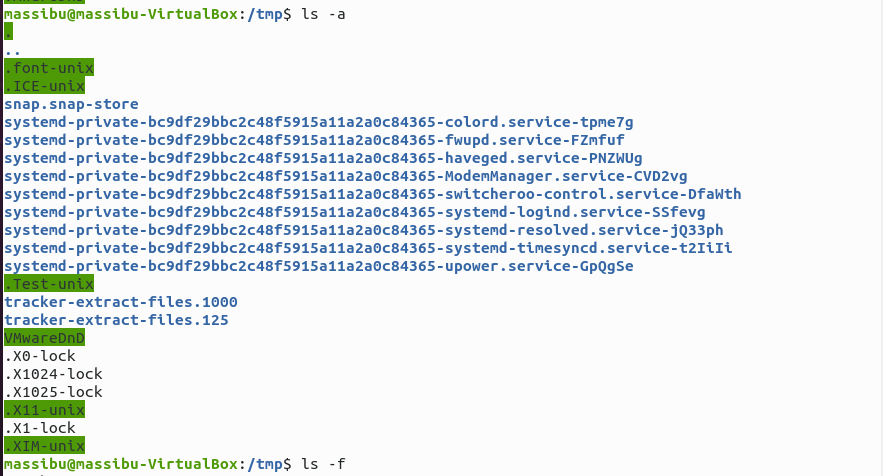 massibu@massibu-VirtualBox:/tmp$ ls -a
.
..
.font-unix
.ICE-unix
snap.snap-store
systemd-private-bc9df29bbc2c48f5915a11a2a0c84365-colord.service-tpme7g
systemd-private-bc9df29bbc2c48f5915a11a2a0c84365-fwupd.service-FZmfuf
systemd-private-bc9df29bbc2c48f5915a11a2a0c84365-haveged.service-PNZWUg
systemd-private-bc9df29bbc2c48f5915a11a2a0c84365-ModemManager.service-CVD2vg
systemd-private-bc9df29bbc2c48f5915a11a2a0c84365-switcheroo-control.service-DfaWth
systemd-private-bc9df29bbc2c48f5915a11a2a0c84365-systemd-logind.service-SSfevg
systemd-private-bc9df29bbc2c48f5915a11a2a0c84365-systemd-resolved.service-jQ33ph
systemd-private-bc9df29bbc2c48f5915a11a2a0c84365-systemd-timesyncd.service-t2IiIi
systemd-private-bc9df29bbc2c48f5915a11a2a0c84365-upower.service-GpQgSe
.Test-unix
tracker-extract-files.1000
tracker-extract-files.125
VMwareDnD
.X0-lock
.X1024-lock
.X1025-lock
.X11-unix
.X1-lock
.XIM-unix
massibu@massibu-VirtualBox:/tmp$ ls -f